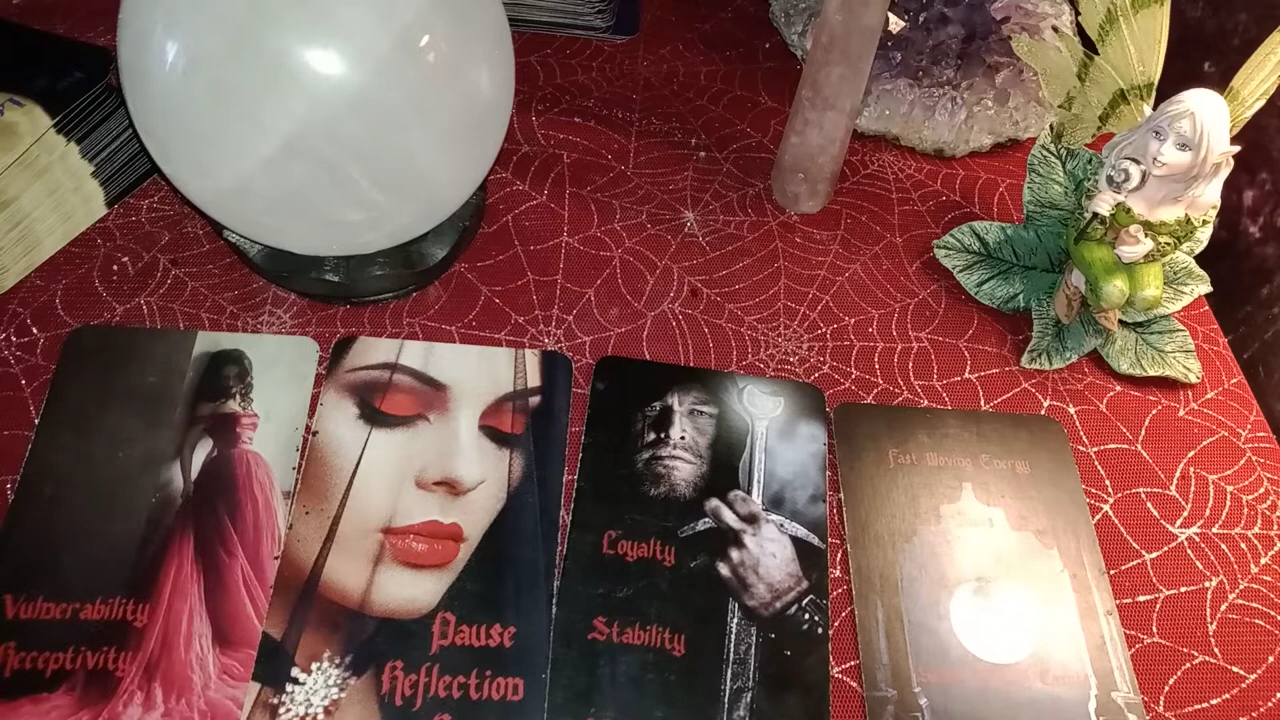 Vulnerability
Receptivity
Pause
Reflection
Loyalty
Stability
Fast Moving Energy